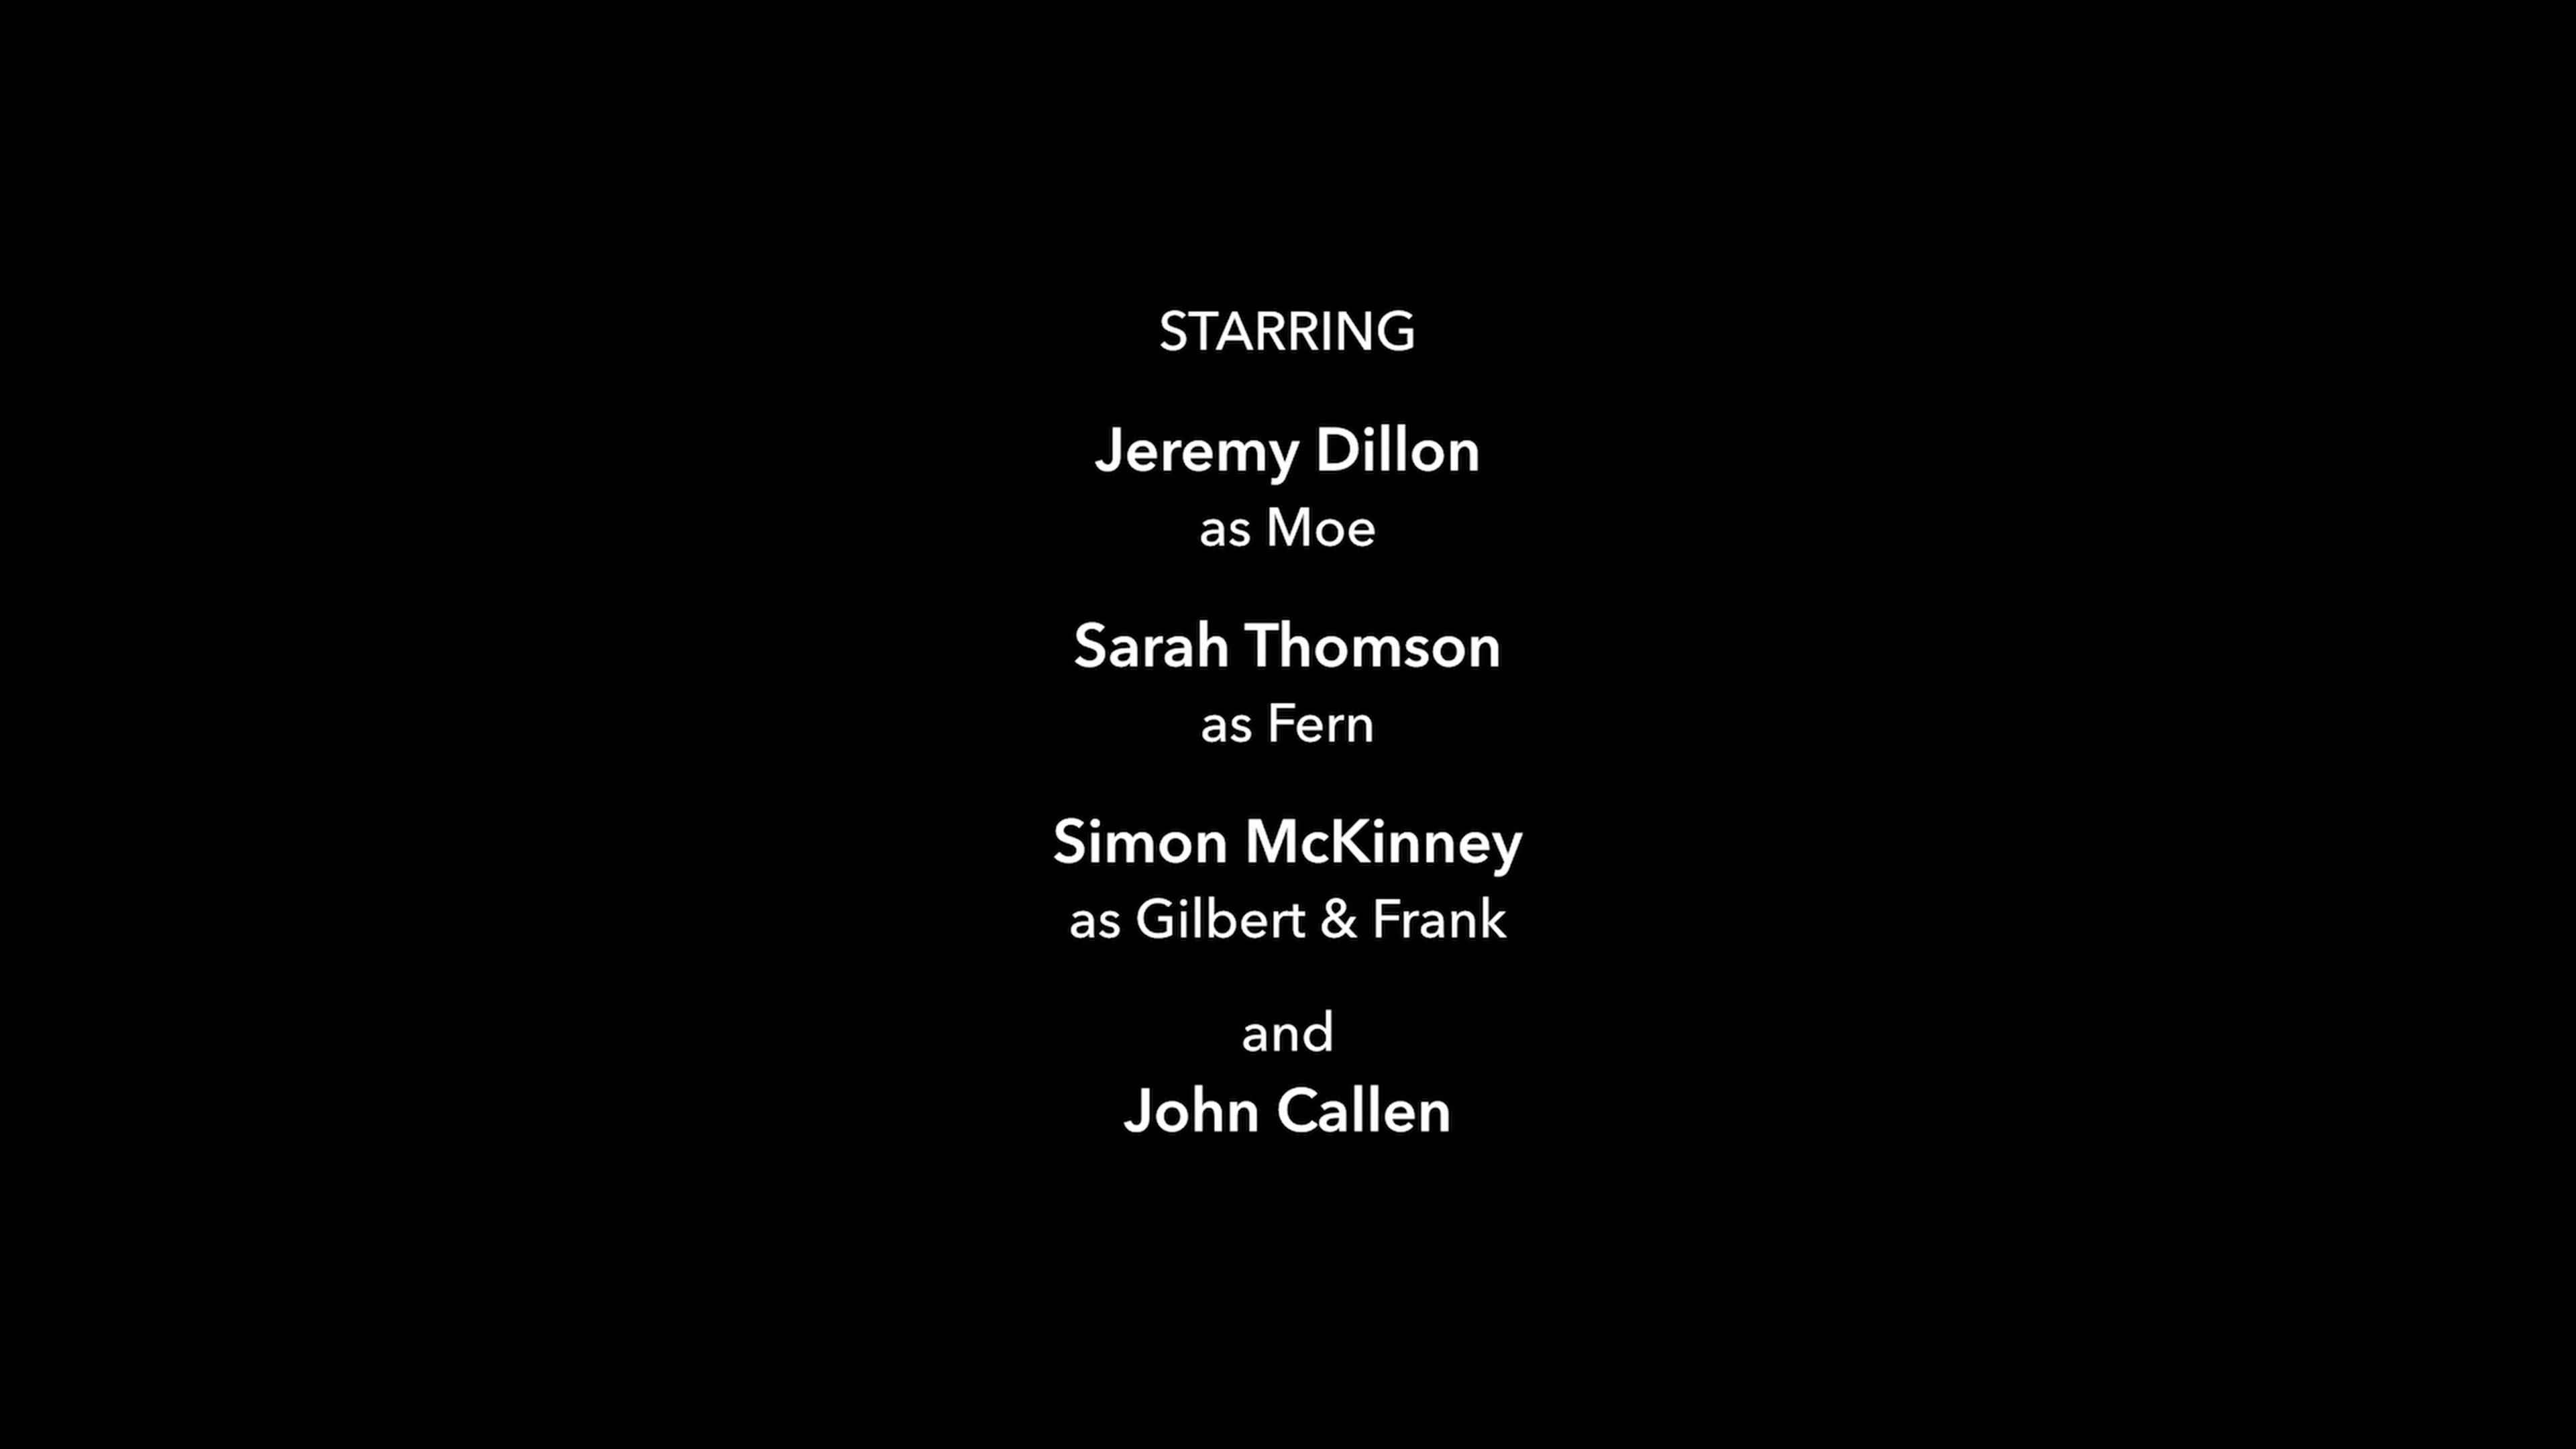 STARRING
Jeremy Dillon
as Moe
Sarah Thomson
as Fern
Simon McKinney
as Gilbert & Frank
and
John Callen